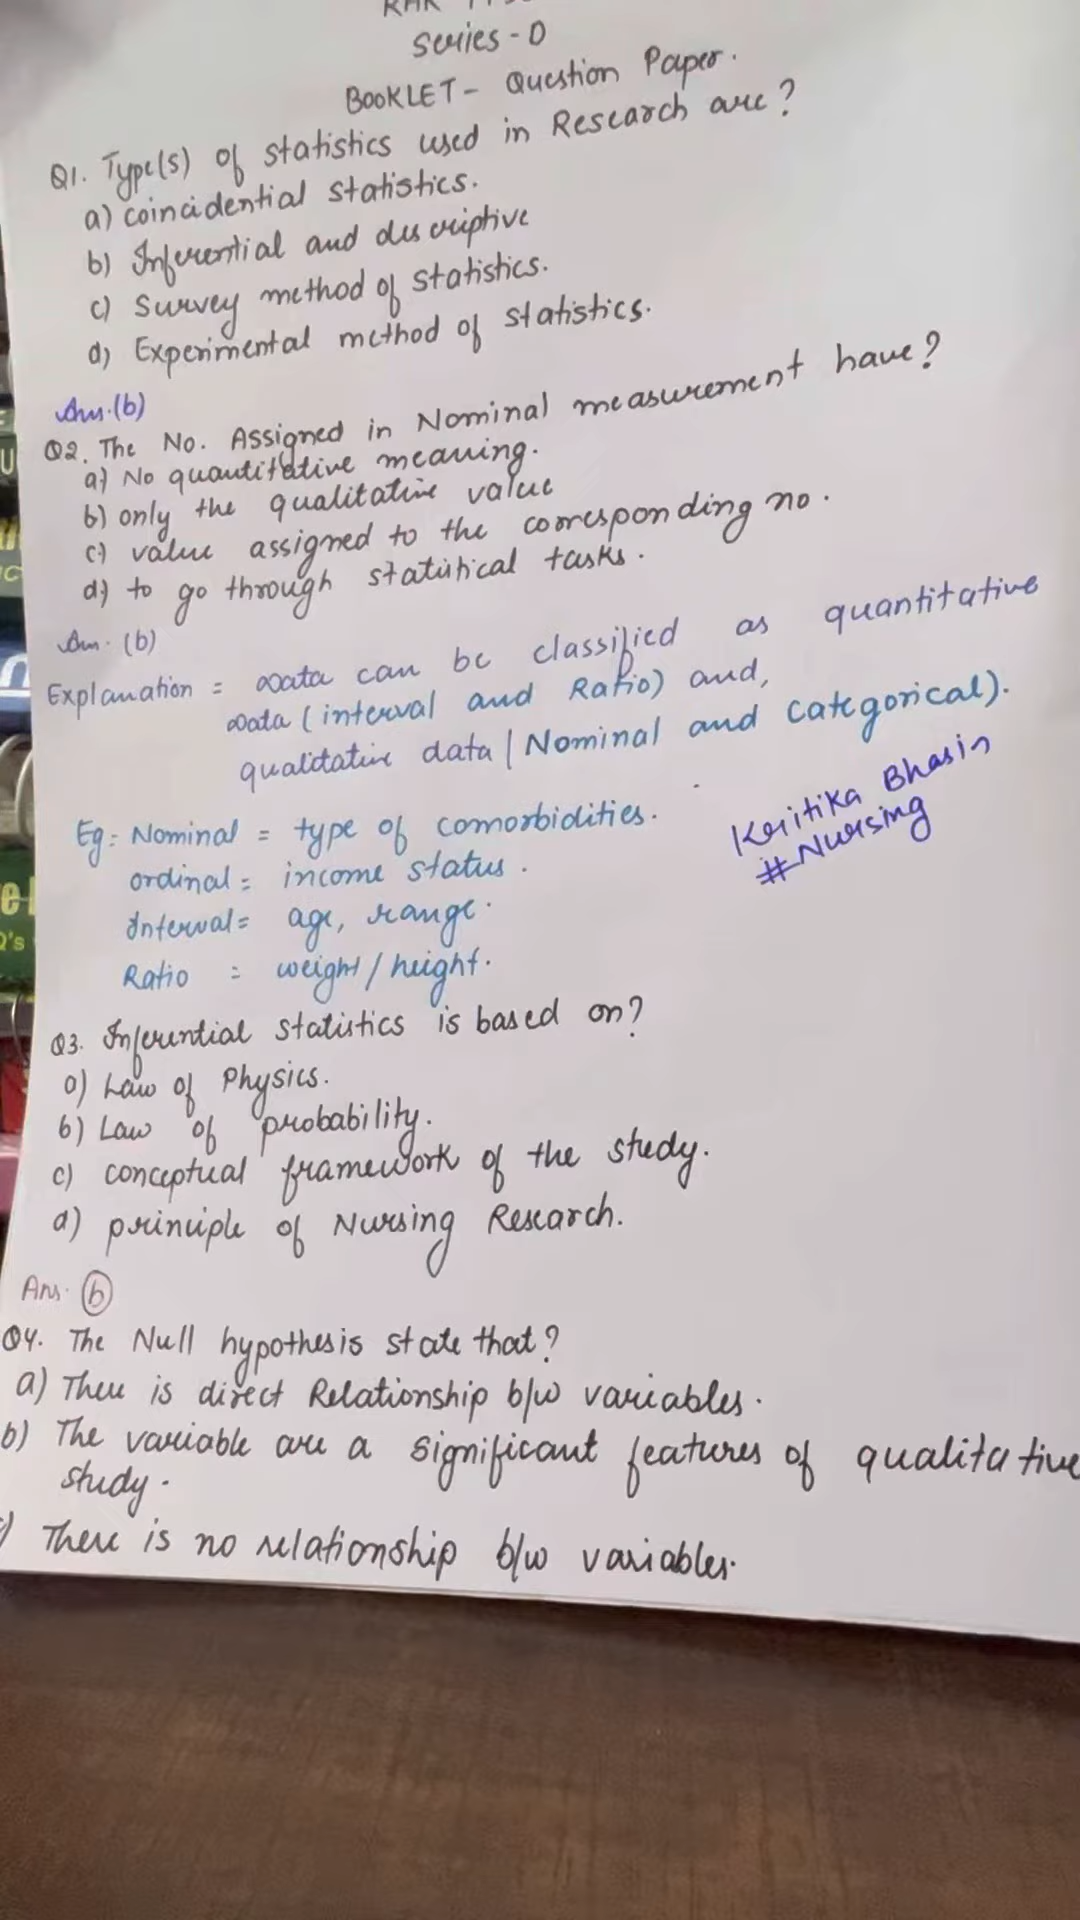 Series - D
BOOKLET - Question Paper.
Q1. Type(s) of statistics used in Research are?
a) coincidential statistics.
b) Inferential and descriptive
c) Survey method of statistics.
d) Experimental method of statistics.
Ans. (b)
Q2. The No. Assigned in Nominal measurement have?
a) No quantitative meaning.
b) only the qualitative value
c) value assigned to the corresponding no.
d) to go through statistical tasks.
Ans. (b)
Explanation = Data can be classified as quantitative
Data (interval and Ratio) and,
qualitative data (Nominal and Categorical).
Kritika Bhasin
#Nursing
Eg:- Nominal = type of comorbidities.
ordinal = income status.
Interval = age, range.
Ratio = weight/height.
Q3. Inferential statistics is based on?
a) Law of Physics.
b) Law of probability.
c) conceptual framework of the study.
d) principle of Nursing Research.
Ans. (b)
Q4. The Null hypothesis state that?
a) There is direct Relationship b/w variables.
b) The variable are a significant features of qualitative
study.
) There is no relationship b/w variables.